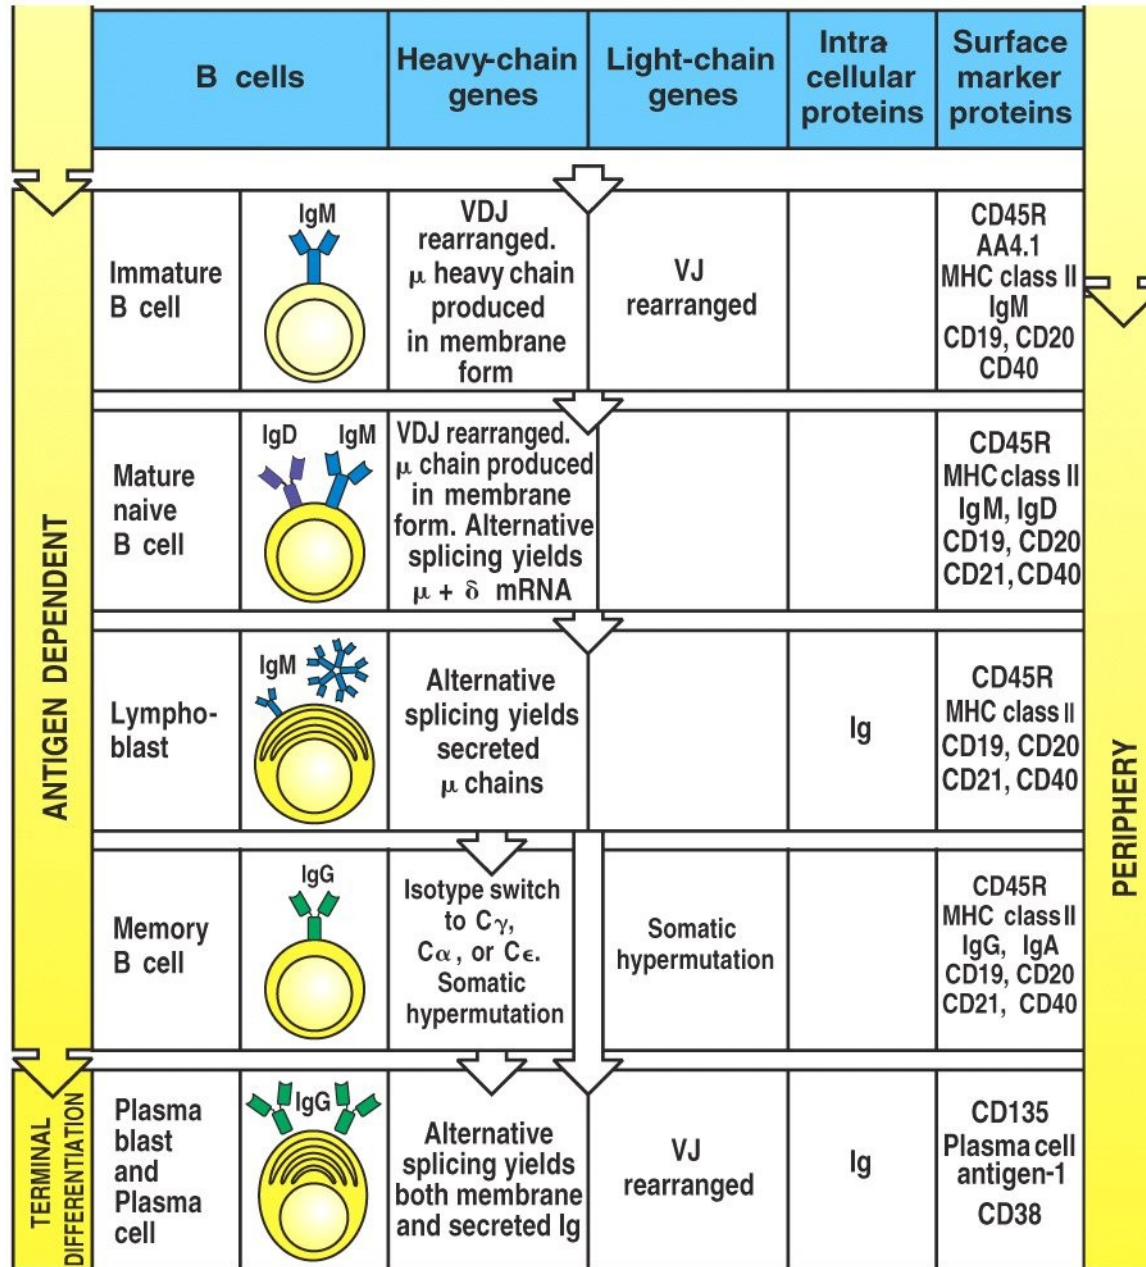 B cells
Heavy-chain
genes
Light-chain
genes
Intra
cellular
proteins
Surface
marker
proteins
ANTIGEN DEPENDENT
PERIPHERY
Immature
B cell
IgM
VDJ
rearranged.
μ heavy chain
produced
in membrane
form
VJ
rearranged
CD45R
AA4.1
MHC class II
IgM
CD19, CD20
CD40
Mature
naive
B cell
IgD IgM
VDJ rearranged.
μ chain produced
in membrane
form. Alternative
splicing yields
μ + δ mRNA
CD45R
MHC class II
IgM, IgD
CD19, CD20
CD21, CD40
Lympho-
blast
IgM
Alternative
splicing yields
secreted
μ chains
Ig
CD45R
MHC class II
CD19, CD20
CD21, CD40
Memory
B cell
IgG
Isotype switch
to Cγ,
Cα, or Cϵ.
Somatic
hypermutation
Somatic
hypermutation
CD45R
MHC class II
IgG, IgA
CD19, CD20
CD21, CD40
TERMINAL
DIFFERENTIATION
Plasma
blast
and
Plasma
cell
IgG
Alternative
splicing yields
both membrane
and secreted Ig
VJ
rearranged
Ig
CD135
Plasma cell
antigen-1
CD38